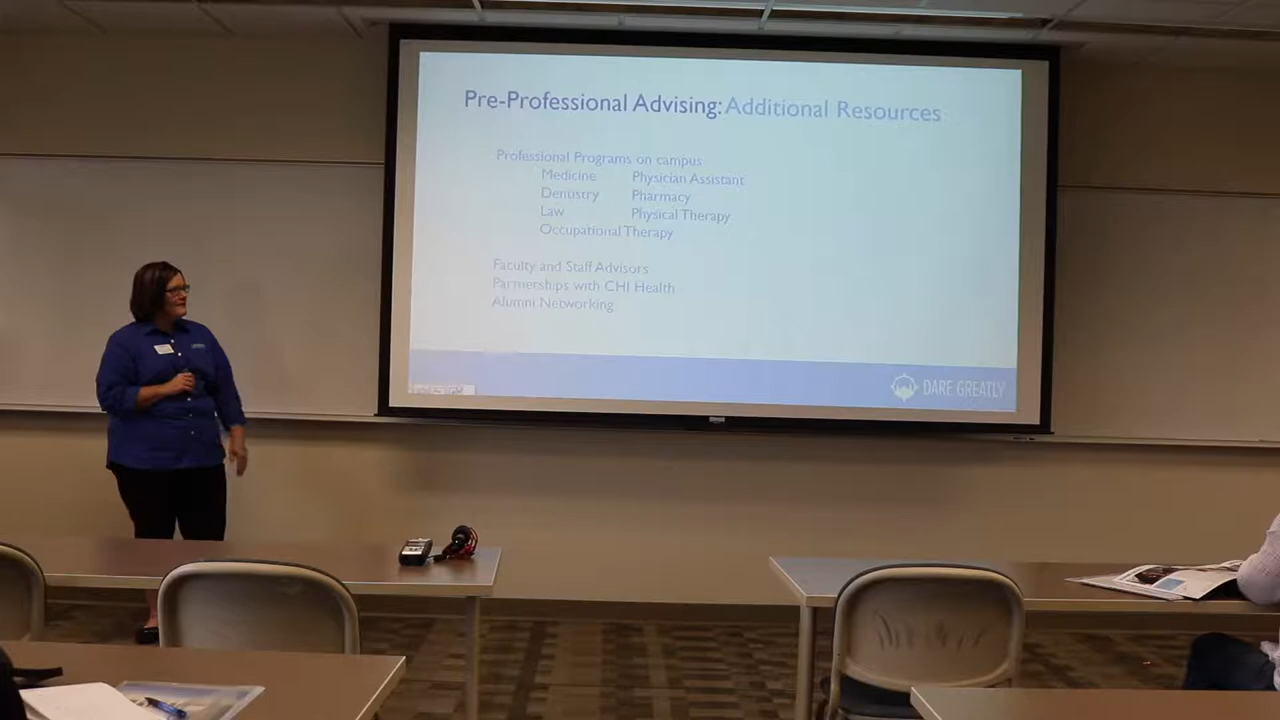 Pre-Professional Advising: Additional Resources
Professional Programs on campus
Medicine Physician Assistant
Dentistry Pharmacy
Law Physical Therapy
Occupational Therapy
Faculty and Staff Advisors
Partnerships with CHI Health
Alumni Networking
DARE GREATLY